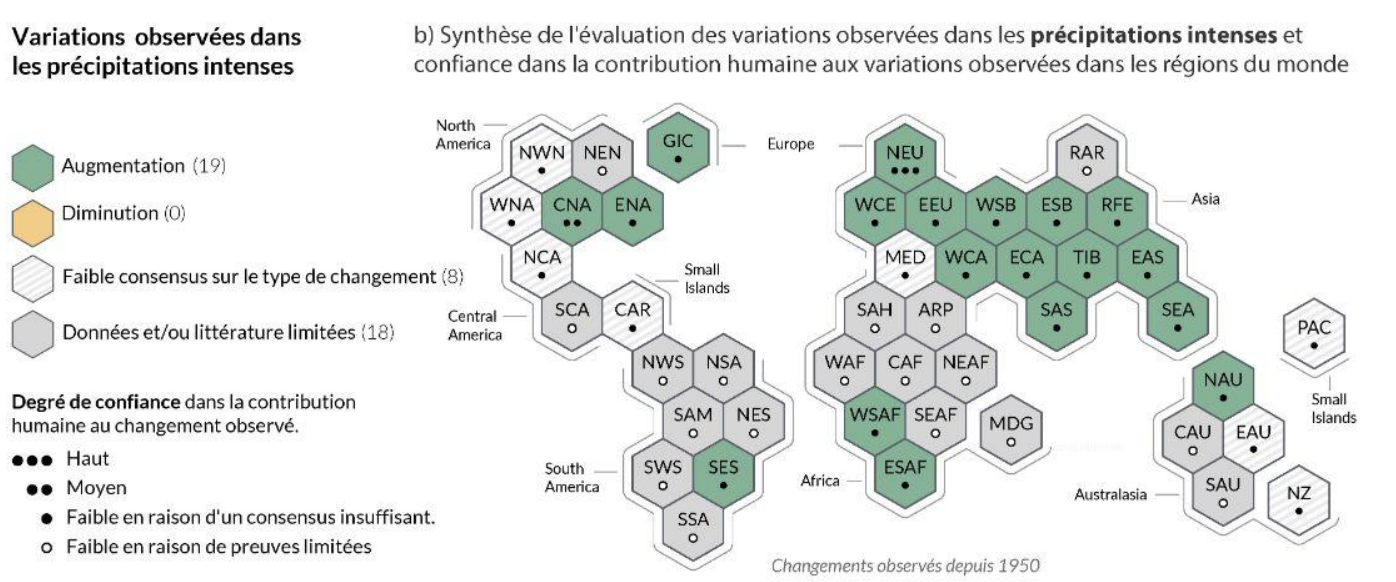 Variations observées dans
les précipitations intenses
b) Synthèse de l'évaluation des variations observées dans les précipitations intenses et
confiance dans la contribution humaine aux variations observées dans les régions du monde
Augmentation (19)
Diminution (0)
Faible consensus sur le type de changement (8)
Données et/ou littérature limitées (18)
Degré de confiance dans la contribution
humaine au changement observé.
Haut
Moyen
Faible en raison d'un consensus insuffisant.
Faible en raison de preuves limitées
North
America
NWN
NEN
GIC
WNA
CNA
ENA
NCA
SCA
CAR
Small
Islands
Central
America
NWS
NSA
SAM
NES
South
America
SWS
SES
SSA
Europe
NEU
RAR
WCE
EEU
WSB
ESB
RFE
Asia
MED
WCA
ECA
TIB
EAS
SAH
ARP
SAS
SEA
WAF
CAF
NEAF
WSAF
SEAF
MDG
Africa
ESAF
PAC
Small
Islands
NAU
CAU
EAU
Australasia
SAU
NZ
Changements observés depuis 1950